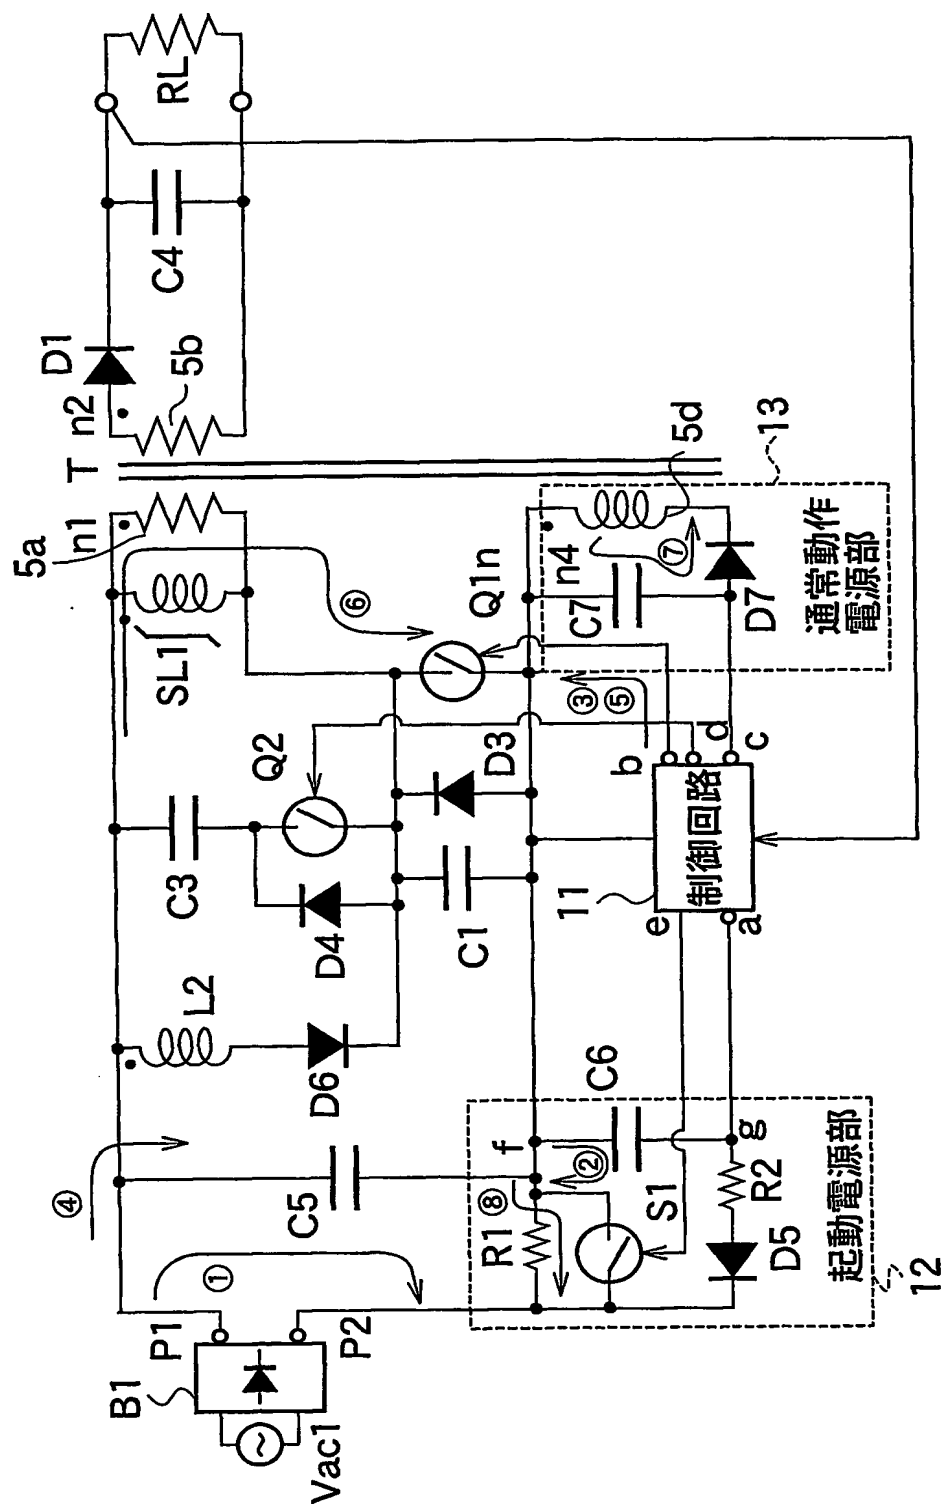 Vac1
B1
P1
P2
①
④
C5
L2
D6
C3
D4
Q2
SL1
C1
D3
⑥
5a
n1
T
n2
5b
D1
C4
RL
Q1n
③
⑤
n4
C7
⑦
5d
D7
通常動作
電源部
13
b
d
c
制御回路
11
e
a
R1
f
⑧
②
C6
g
S1
R2
D5
起動電源部
12